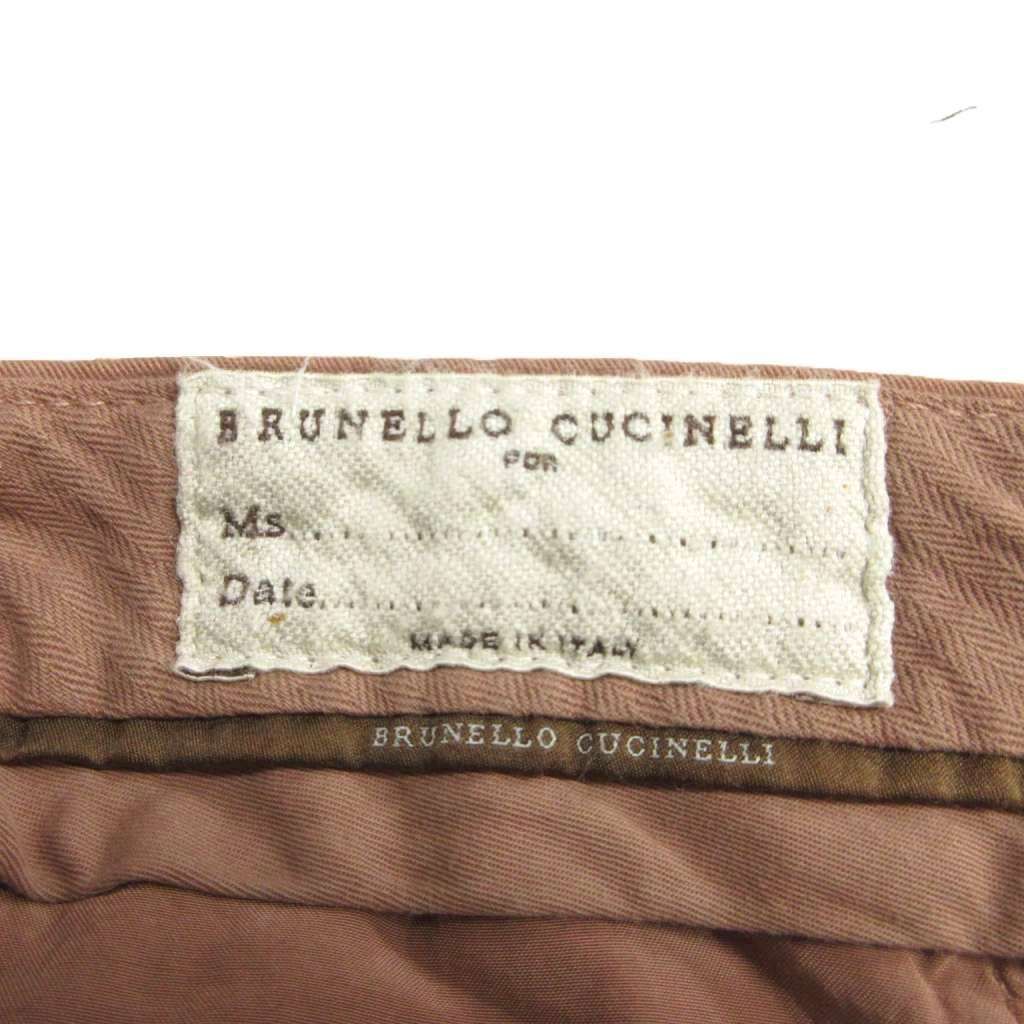 BRUNELLO CUCINELLI
FOR
Ms..............................
Date..............................
MADE IN ITALY
BRUNELLO CUCINELLI